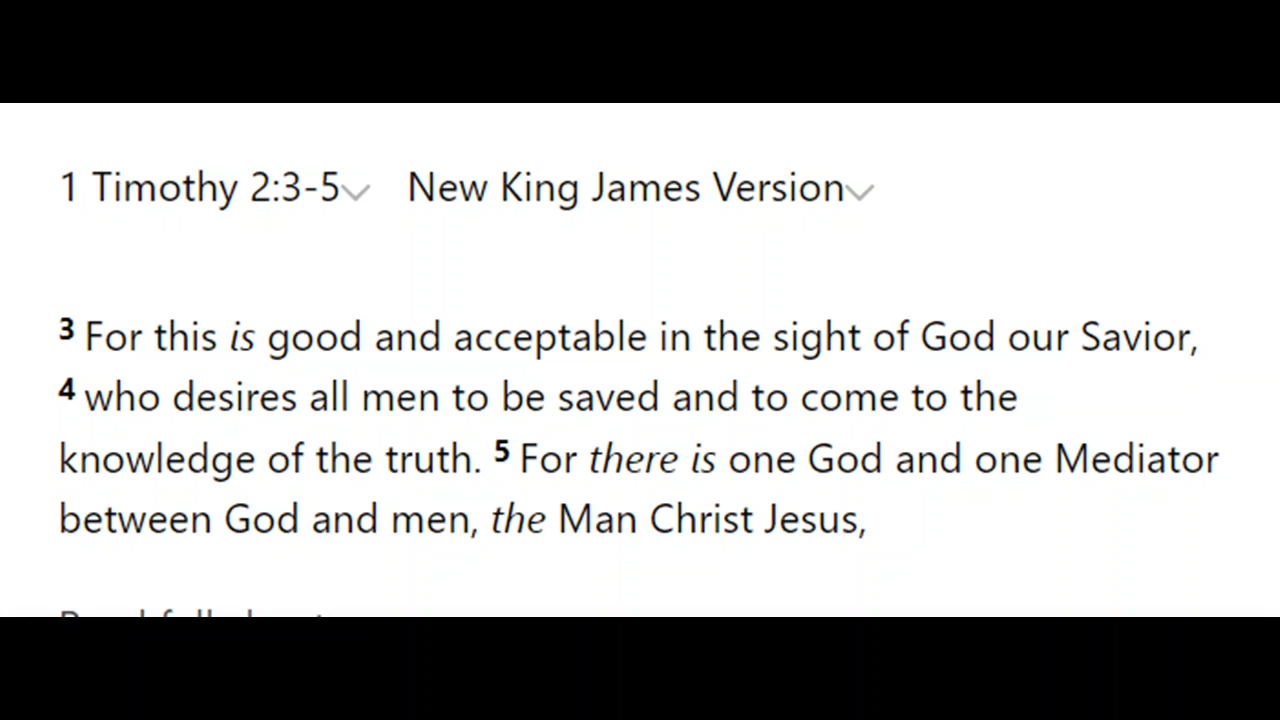 1 Timothy 2:3-5 New King James Version
3 For this is good and acceptable in the sight of God our Savior,
4 who desires all men to be saved and to come to the
knowledge of the truth. 5 For there is one God and one Mediator
between God and men, the Man Christ Jesus,